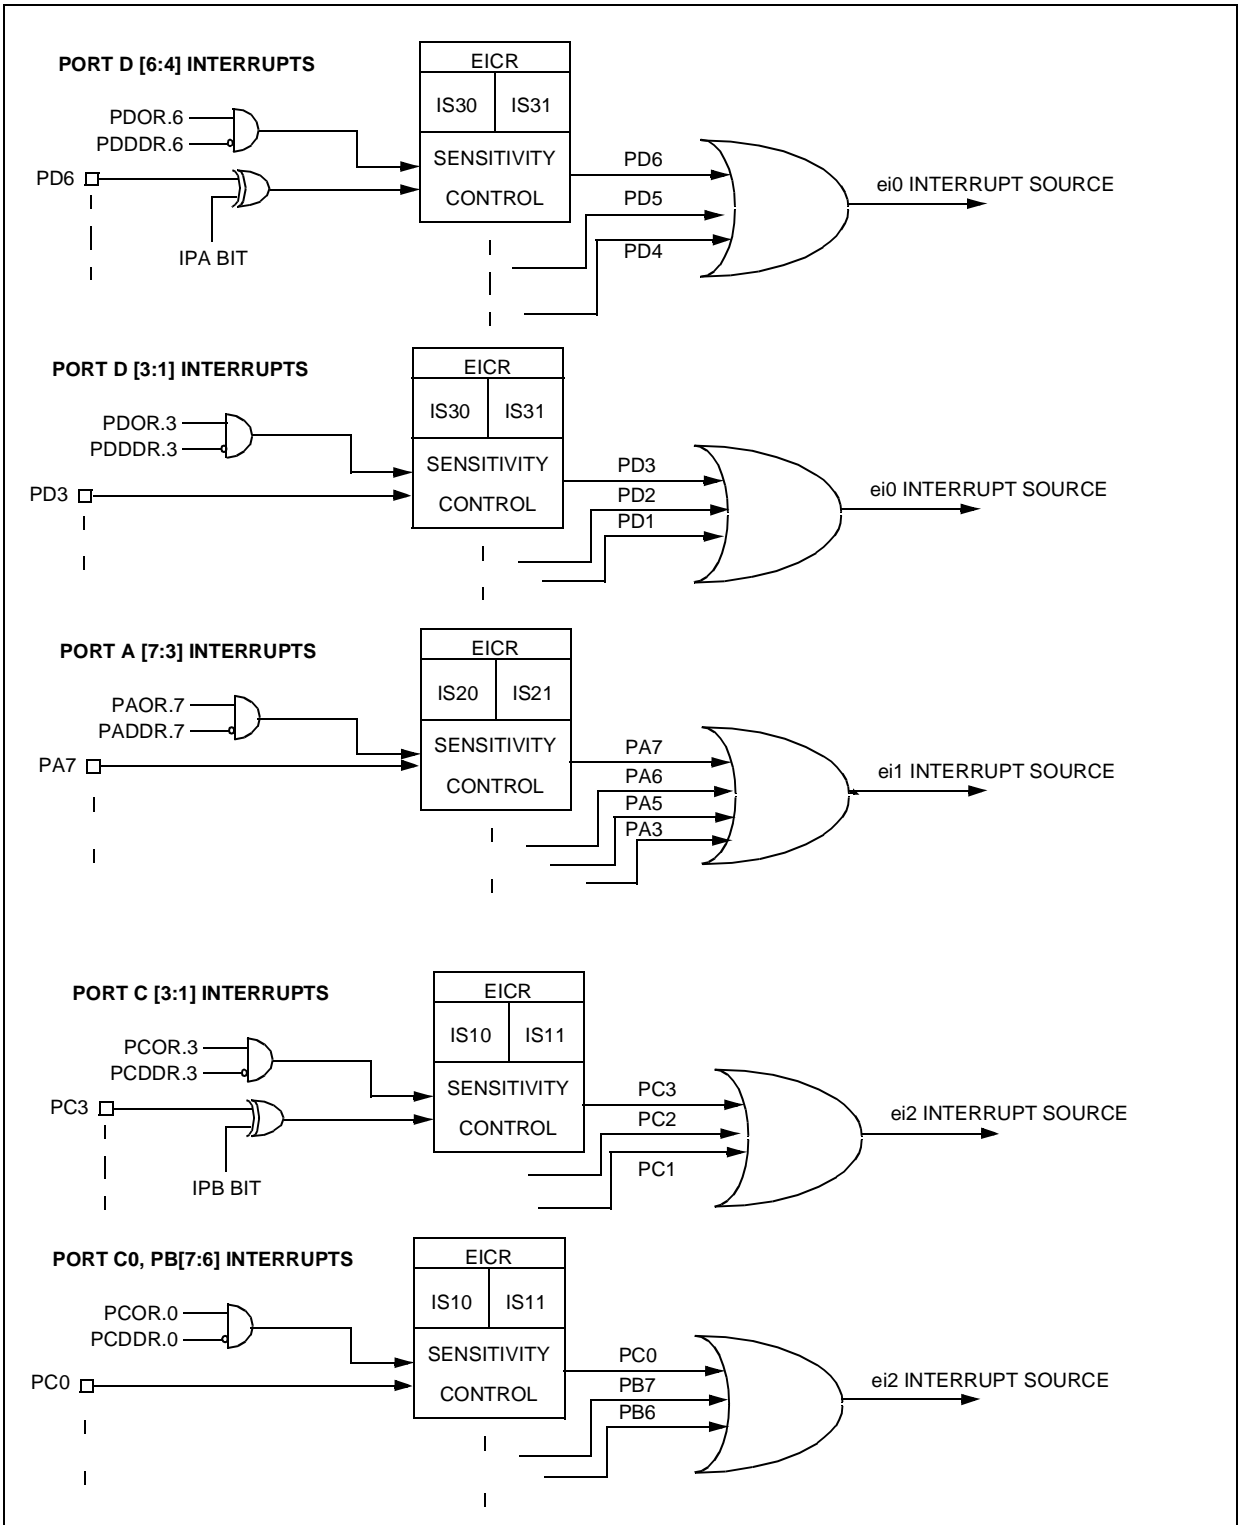 PORT D [6:4] INTERRUPTS
EICR
IS30 IS31
PDOR.6
PDDDR.6
SENSITIVITY
CONTROL
PD6
IPA BIT
PD6
PD5
PD4
ei0 INTERRUPT SOURCE
PORT D [3:1] INTERRUPTS
EICR
IS30 IS31
PDOR.3
PDDDR.3
SENSITIVITY
CONTROL
PD3
PD3
PD2
PD1
ei0 INTERRUPT SOURCE
PORT A [7:3] INTERRUPTS
EICR
IS20 IS21
PAOR.7
PADDR.7
SENSITIVITY
CONTROL
PA7
PA7
PA6
PA5
PA3
ei1 INTERRUPT SOURCE
PORT C [3:1] INTERRUPTS
EICR
IS10 IS11
PCOR.3
PCDDR.3
SENSITIVITY
CONTROL
PC3
IPB BIT
PC3
PC2
PC1
ei2 INTERRUPT SOURCE
PORT C0, PB[7:6] INTERRUPTS
EICR
IS10 IS11
PCOR.0
PCDDR.0
SENSITIVITY
CONTROL
PC0
PC0
PB7
PB6
ei2 INTERRUPT SOURCE